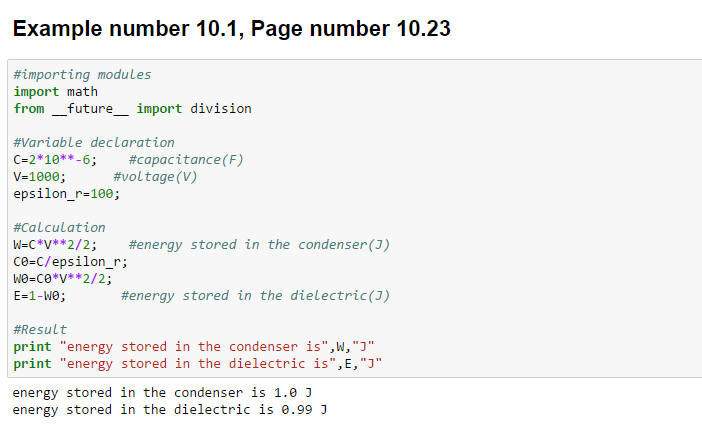 Example number 10.1, Page number 10.23
#importing modules
import math
from __future__ import division
#Variable declaration
C=2*10**-6;    #capacitance(F)
V=1000;      #voltage(V)
epsilon_r=100;
#Calculation
W=C*V**2/2;    #energy stored in the condenser(J)
C0=C/epsilon_r;
W0=C0*V**2/2;
E=1-W0;       #energy stored in the dielectric(J)
#Result
print "energy stored in the condenser is",W,"J"
print "energy stored in the dielectric is",E,"J"
energy stored in the condenser is 1.0 J
energy stored in the dielectric is 0.99 J